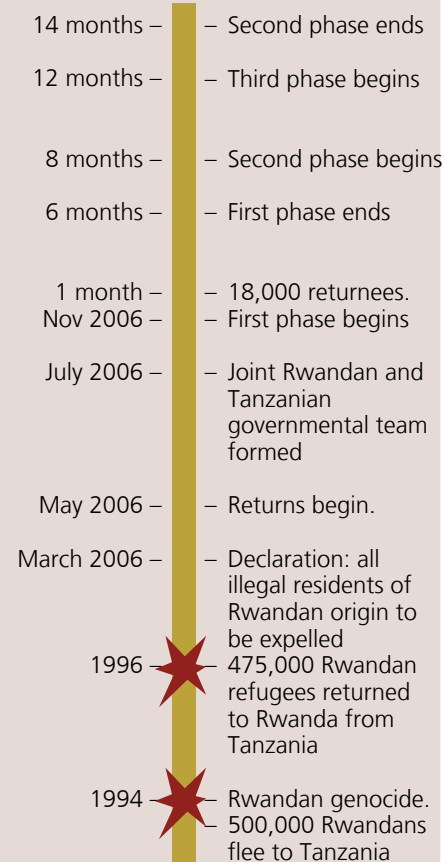 14 months – – Second phase ends
12 months – – Third phase begins
8 months – – Second phase begins
6 months – – First phase ends
1 month – – 18,000 returnees.
Nov 2006 – – First phase begins
July 2006 – – Joint Rwandan and
Tanzanian
governmental team
formed
May 2006 – – Returns begin.
March 2006 – – Declaration: all
illegal residents of
Rwandan origin to
be expelled
1996 – – 475,000 Rwandan
refugees returned
to Rwanda from
Tanzania
1994 – – Rwandan genocide.
– 500,000 Rwandans
flee to Tanzania